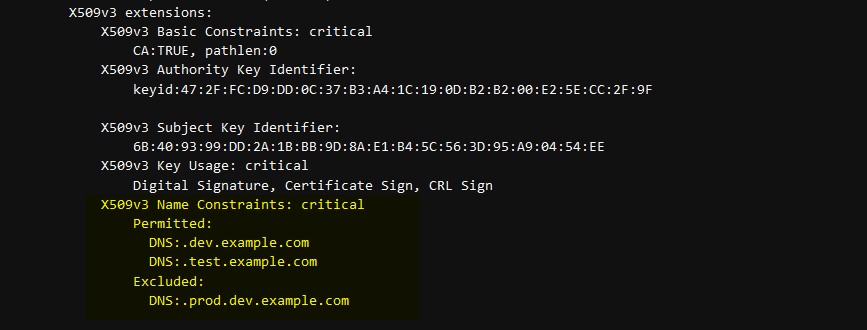 X509v3 extensions:
X509v3 Basic Constraints: critical
CA:TRUE, pathlen:0
X509v3 Authority Key Identifier:
keyid:47:2F:FC:D9:DD:0C:37:B3:A4:1C:19:0D:B2:B2:00:E2:5E:CC:2F:9F
X509v3 Subject Key Identifier:
6B:40:93:99:DD:2A:1B:BB:9D:8A:E1:B4:5C:56:3D:95:A9:04:54:EE
X509v3 Key Usage: critical
Digital Signature, Certificate Sign, CRL Sign
X509v3 Name Constraints: critical
Permitted:
DNS:.dev.example.com
DNS:.test.example.com
Excluded:
DNS:.prod.dev.example.com